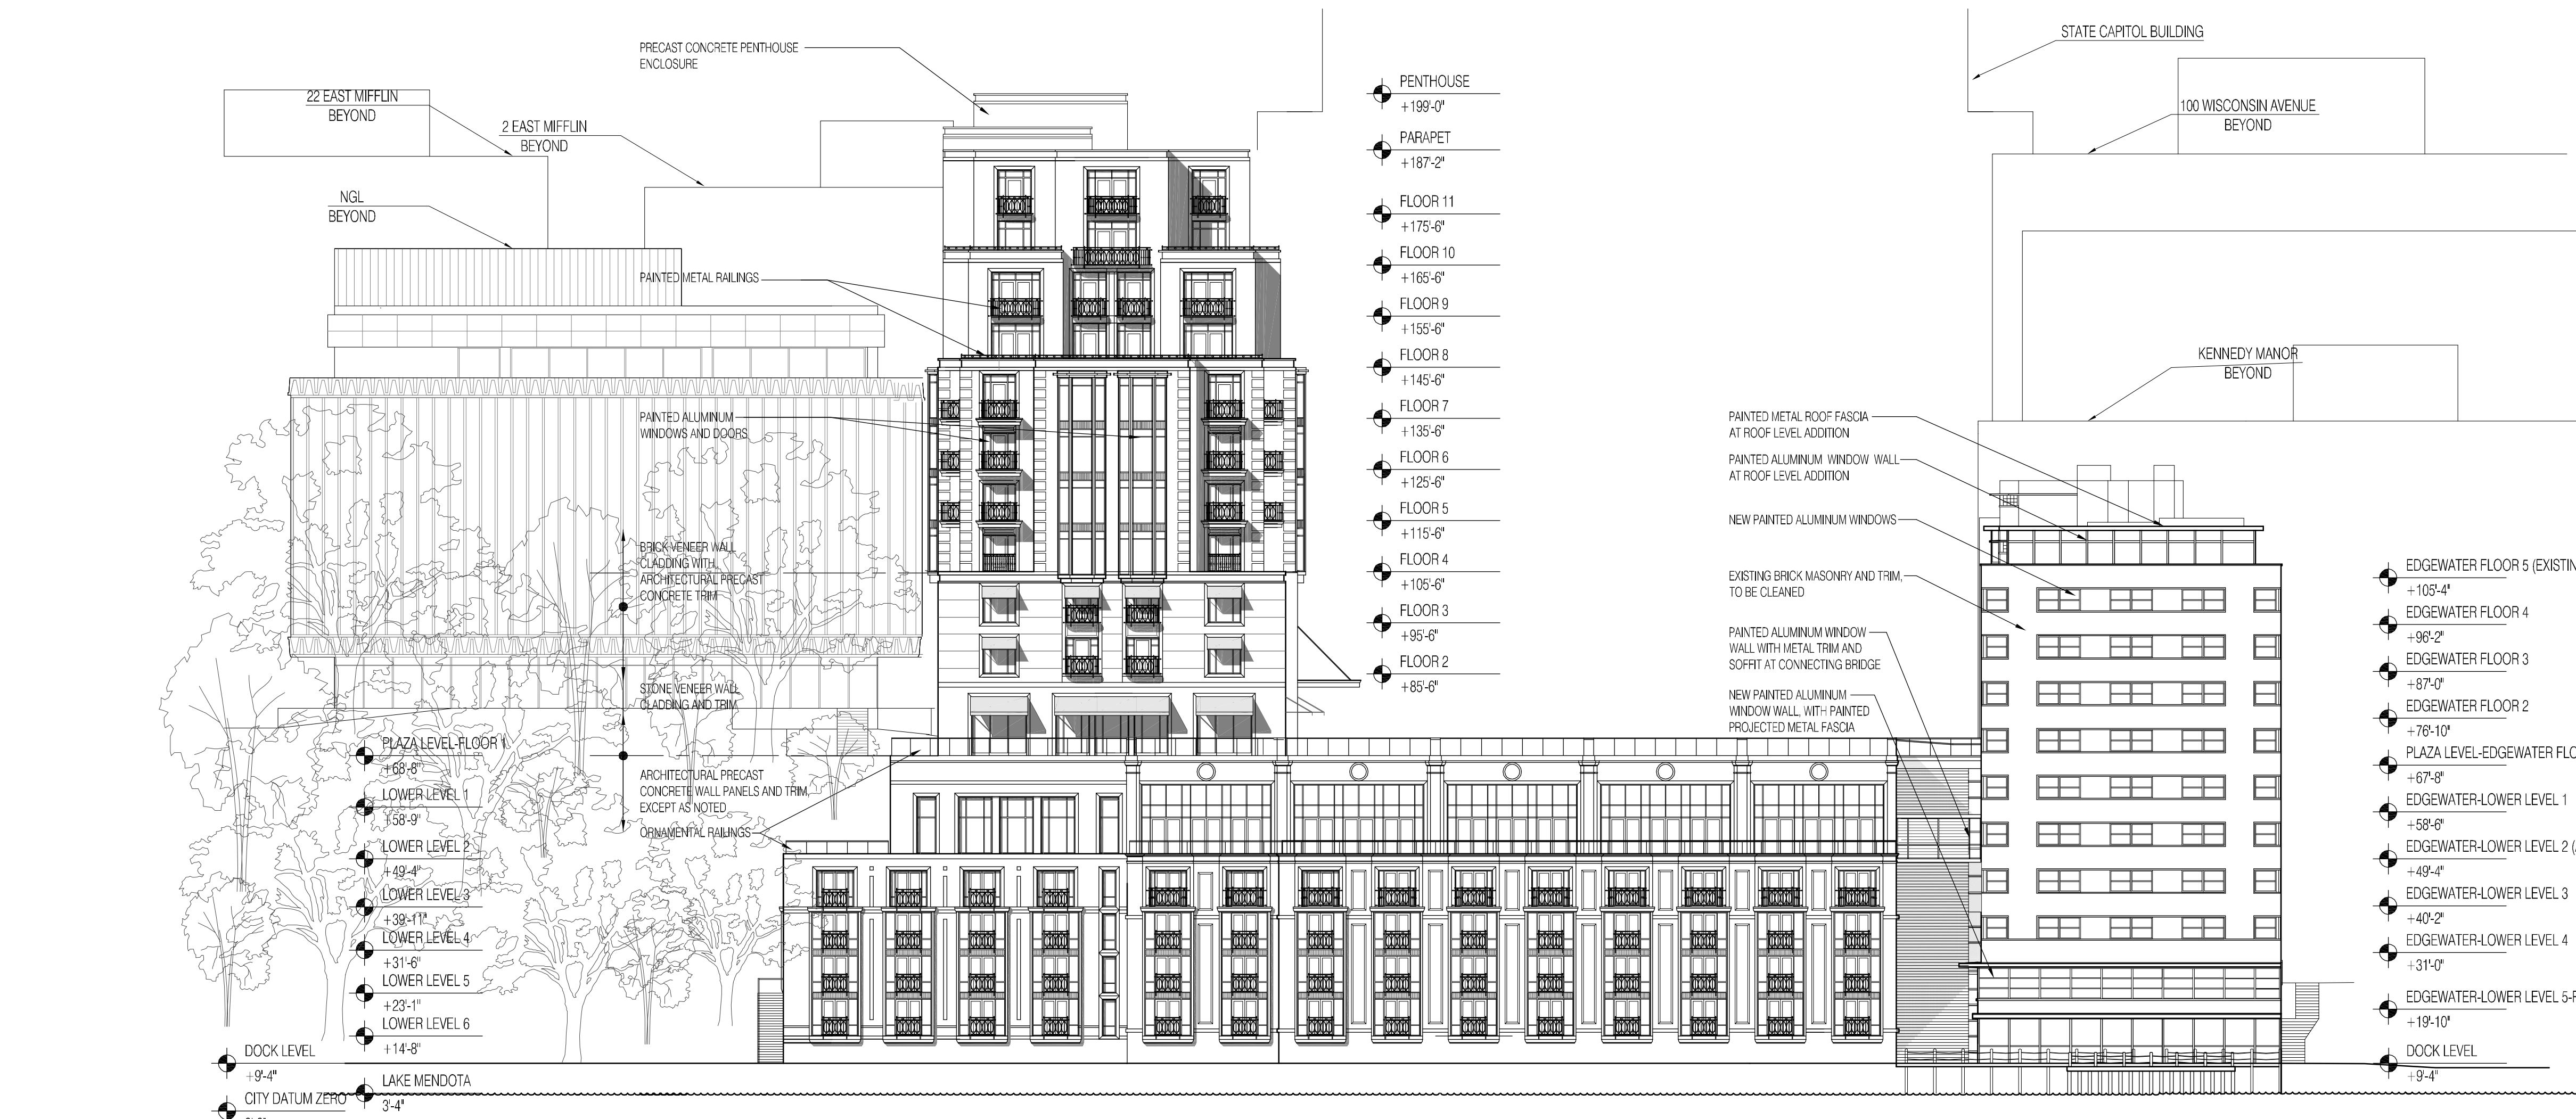 PRECAST CONCRETE PENTHOUSE
ENCLOSURE
22 EAST MIFFLIN
BEYOND
2 EAST MIFFLIN
BEYOND
NGL
BEYOND
PAINTED METAL RAILINGS
PAINTED ALUMINUM
WINDOWS AND DOORS
BRICK VENEER WALL
CLADDING WITH
ARCHITECTURAL PRECAST
CONCRETE TRIM
STONE VENEER WALL
CLADDING AND TRIM
ARCHITECTURAL PRECAST
CONCRETE WALL PANELS AND TRIM,
EXCEPT AS NOTED
ORNAMENTAL RAILINGS
PLAZA LEVEL-FLOOR 1
+68'-8"
LOWER LEVEL 1
+58'-9"
LOWER LEVEL 2
+49'-4"
LOWER LEVEL 3
+39'-11"
LOWER LEVEL 4
+31'-6"
LOWER LEVEL 5
+23'-1"
LOWER LEVEL 6
+14'-8"
DOCK LEVEL
+9'-4"
LAKE MENDOTA
3'-4"
CITY DATUM ZERO
PENTHOUSE
+199'-0"
PARAPET
+187'-2"
FLOOR 11
+175'-6"
FLOOR 10
+165'-6"
FLOOR 9
+155'-6"
FLOOR 8
+145'-6"
FLOOR 7
+135'-6"
FLOOR 6
+125'-6"
FLOOR 5
+115'-6"
FLOOR 4
+105'-6"
FLOOR 3
+95'-6"
FLOOR 2
+85'-6"
STATE CAPITOL BUILDING
100 WISCONSIN AVENUE
BEYOND
KENNEDY MANOR
BEYOND
PAINTED METAL ROOF FASCIA
AT ROOF LEVEL ADDITION
PAINTED ALUMINUM WINDOW WALL
AT ROOF LEVEL ADDITION
NEW PAINTED ALUMINUM WINDOWS
EXISTING BRICK MASONRY AND TRIM,
TO BE CLEANED
PAINTED ALUMINUM WINDOW
WALL WITH METAL TRIM AND
SOFFIT AT CONNECTING BRIDGE
NEW PAINTED ALUMINUM
WINDOW WALL, WITH PAINTED
PROJECTED METAL FASCIA
EDGEWATER FLOOR 5 (EXISTIN
+105'-4"
EDGEWATER FLOOR 4
+96'-2"
EDGEWATER FLOOR 3
+87'-0"
EDGEWATER FLOOR 2
+76'-10"
PLAZA LEVEL-EDGEWATER FLO
+67'-8"
EDGEWATER-LOWER LEVEL 1
+58'-6"
EDGEWATER-LOWER LEVEL 2 (
+49'-4"
EDGEWATER-LOWER LEVEL 3
+40'-2"
EDGEWATER-LOWER LEVEL 4
+31'-0"
EDGEWATER-LOWER LEVEL 5-
+19'-10"
DOCK LEVEL
+9'-4"